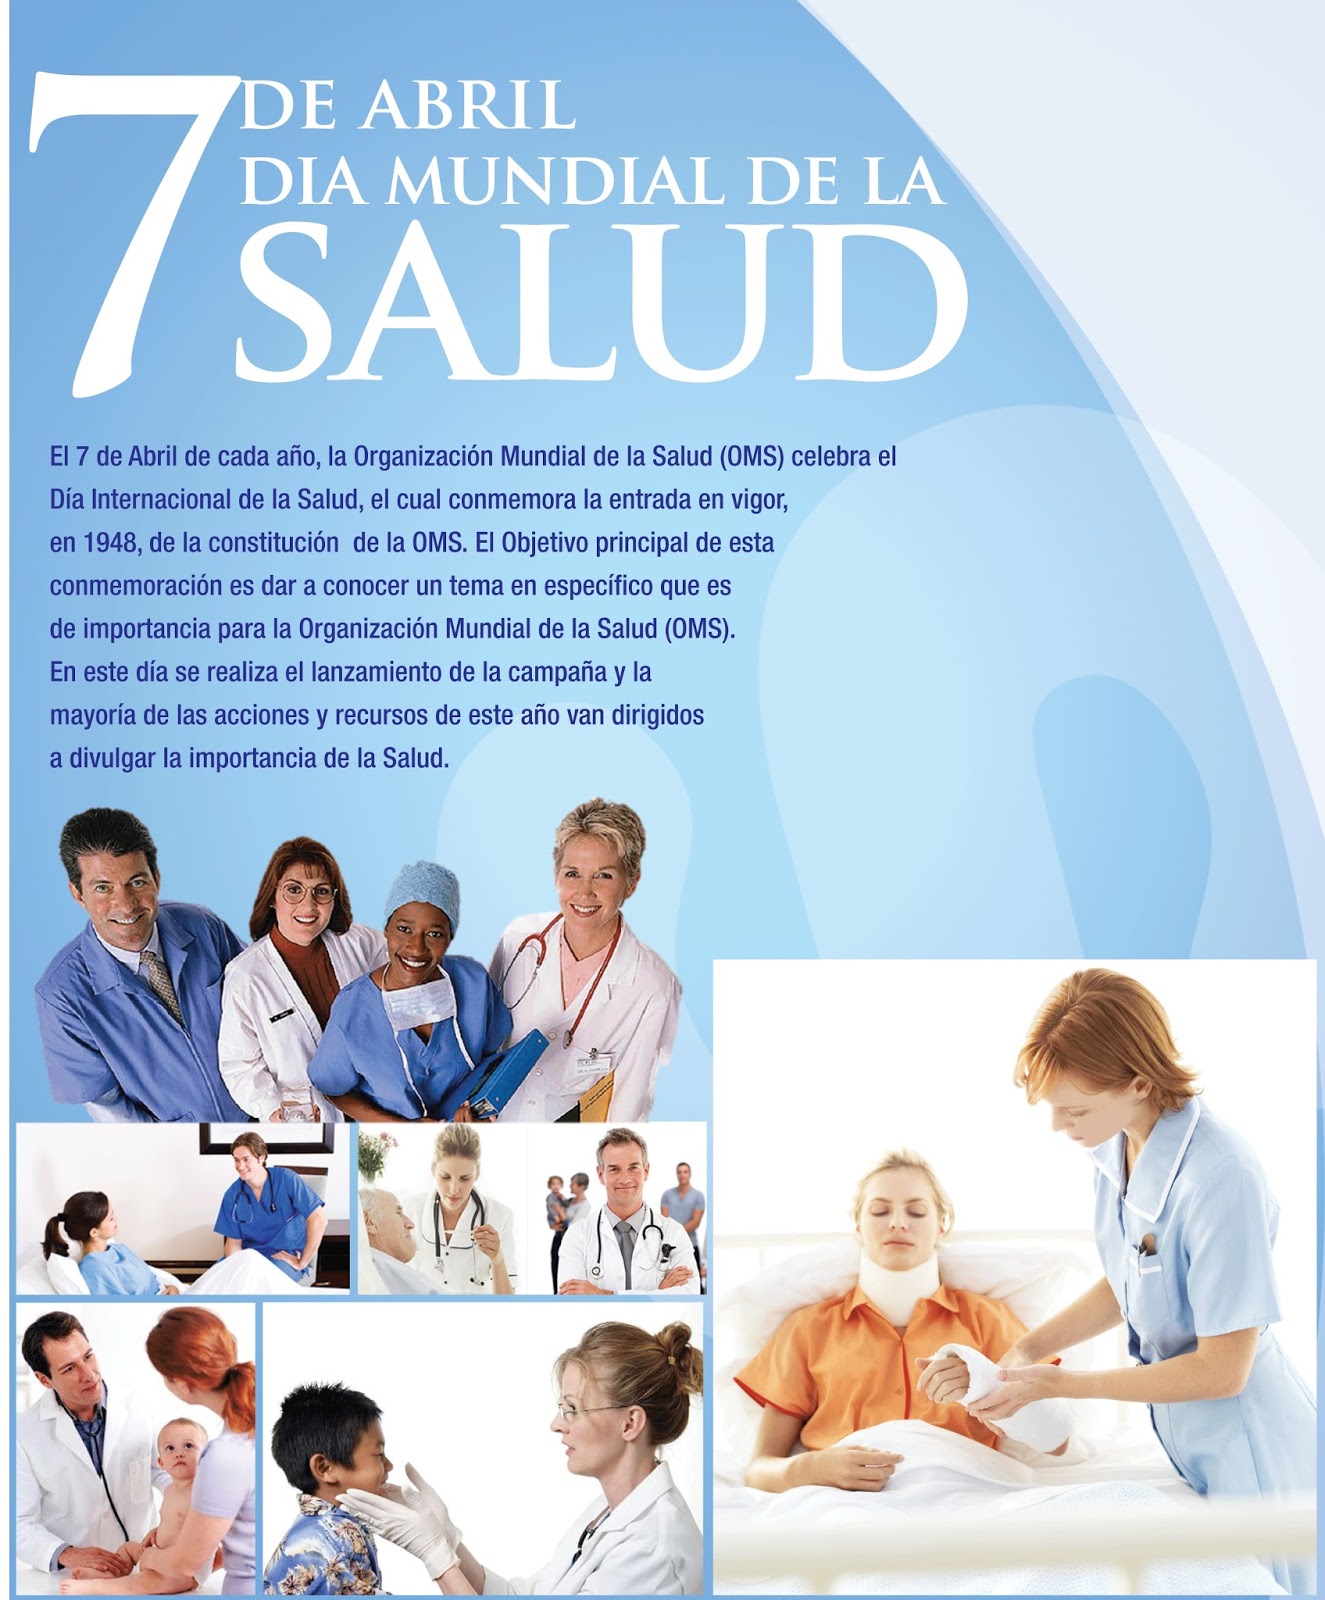 7 DE ABRIL
DIA MUNDIAL DE LA
SALUD
El 7 de Abril de cada año, la Organización Mundial de la Salud (OMS) celebra el
Día Internacional de la Salud, el cual conmemora la entrada en vigor,
en 1948, de la constitución  de la OMS. El Objetivo principal de esta
conmemoración es dar a conocer un tema en específico que es
de importancia para la Organización Mundial de la Salud (OMS).
En este día se realiza el lanzamiento de la campaña y la
mayoría de las acciones y recursos de este año van dirigidos
a divulgar la importancia de la Salud.